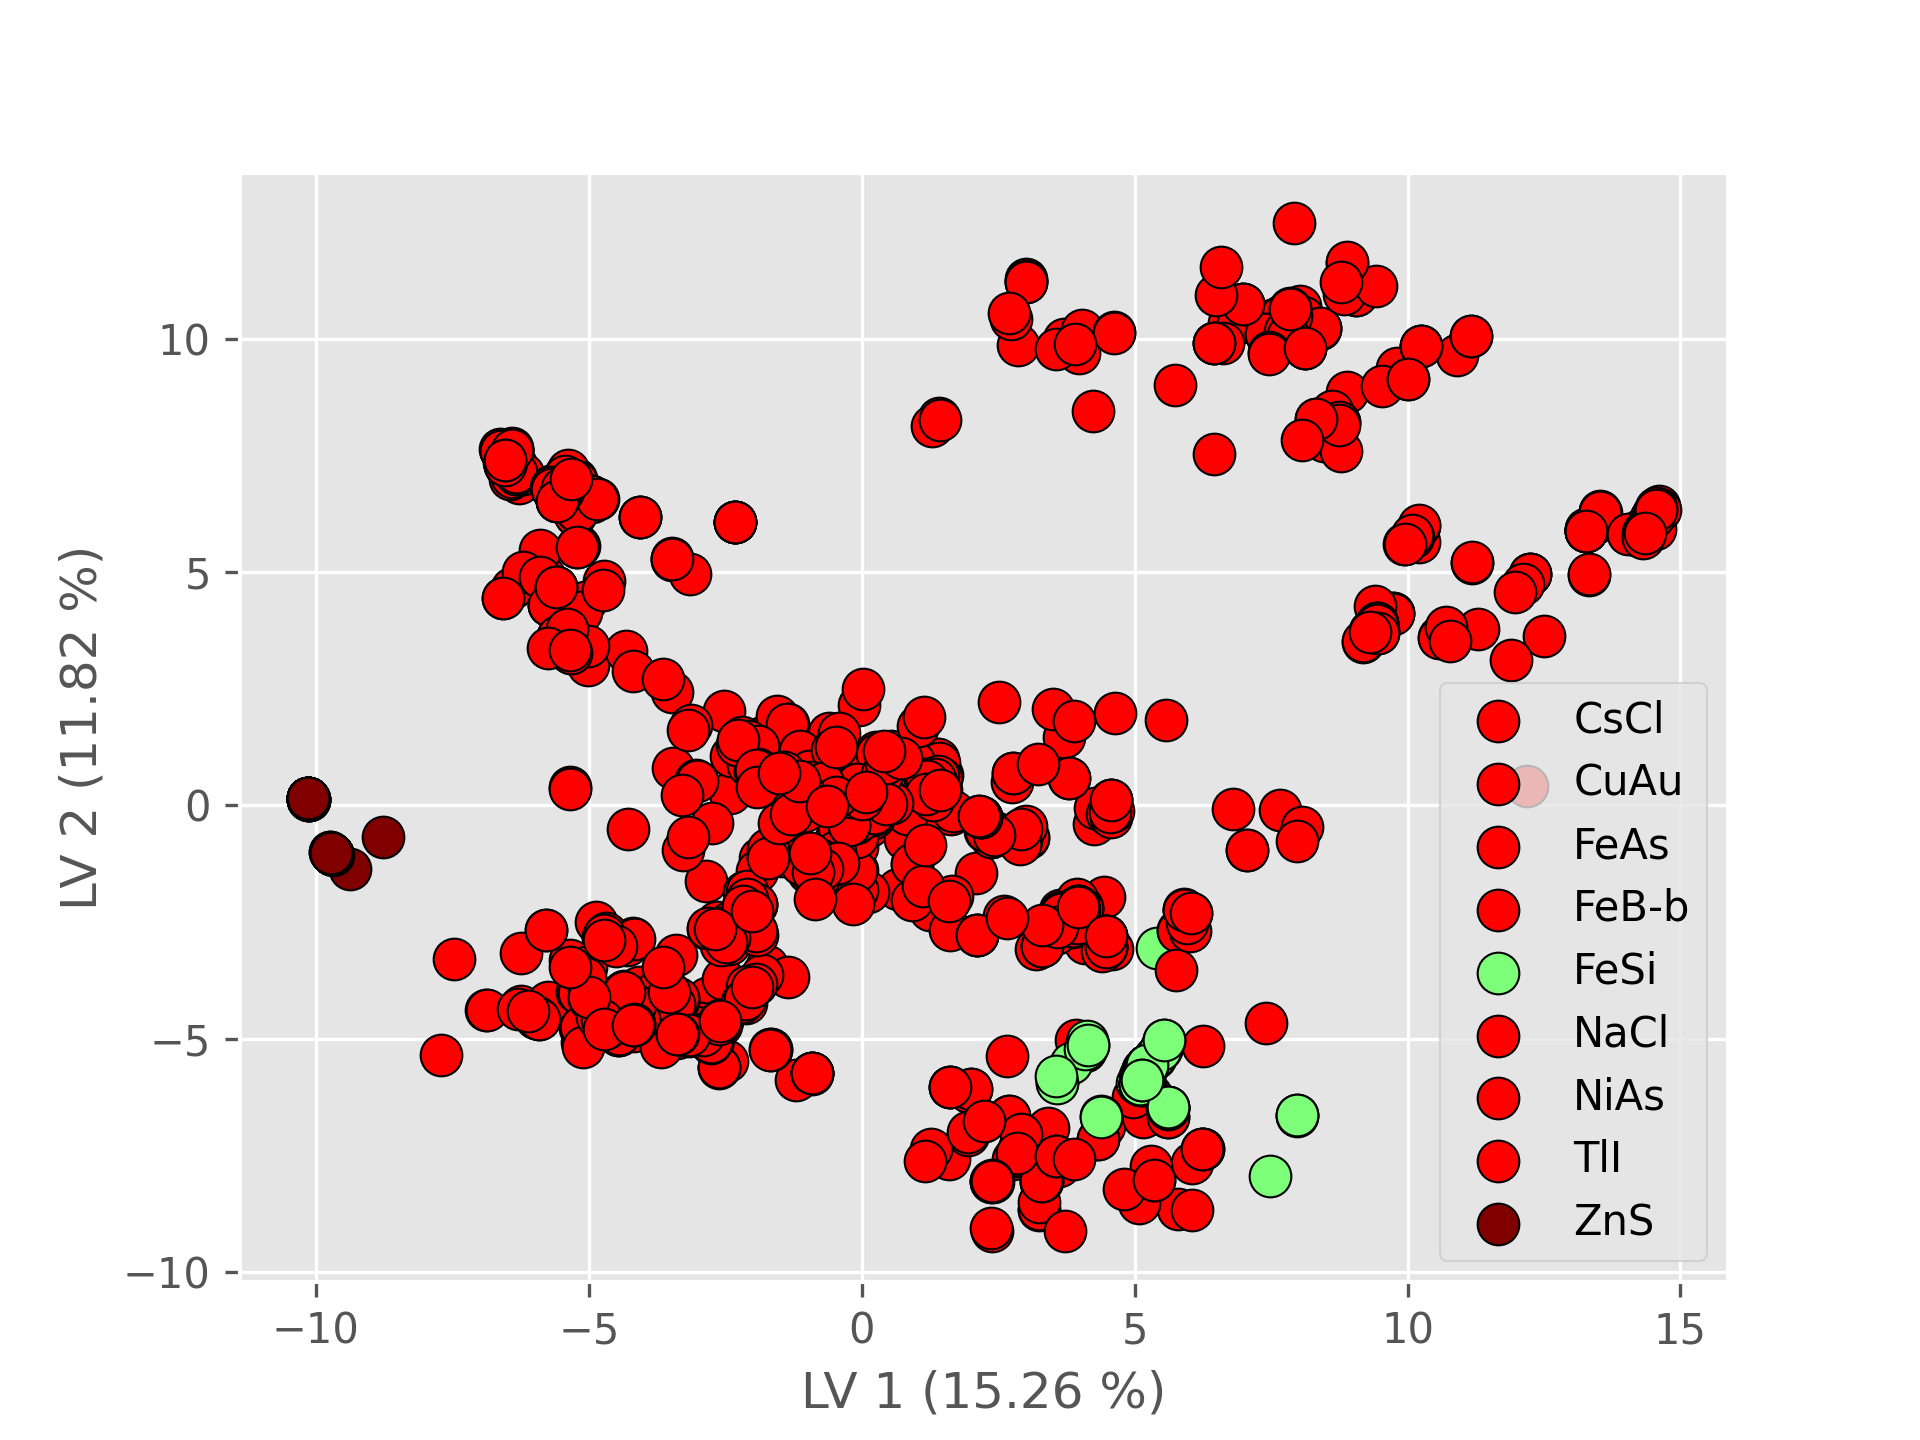 10
5
0
−5
−10
LV 2 (11.82 %)
CsCl
CuAu
FeAs
FeB-b
FeSi
NaCl
NiAs
TlI
ZnS
−10
−5
0
5
10
15
LV 1 (15.26 %)